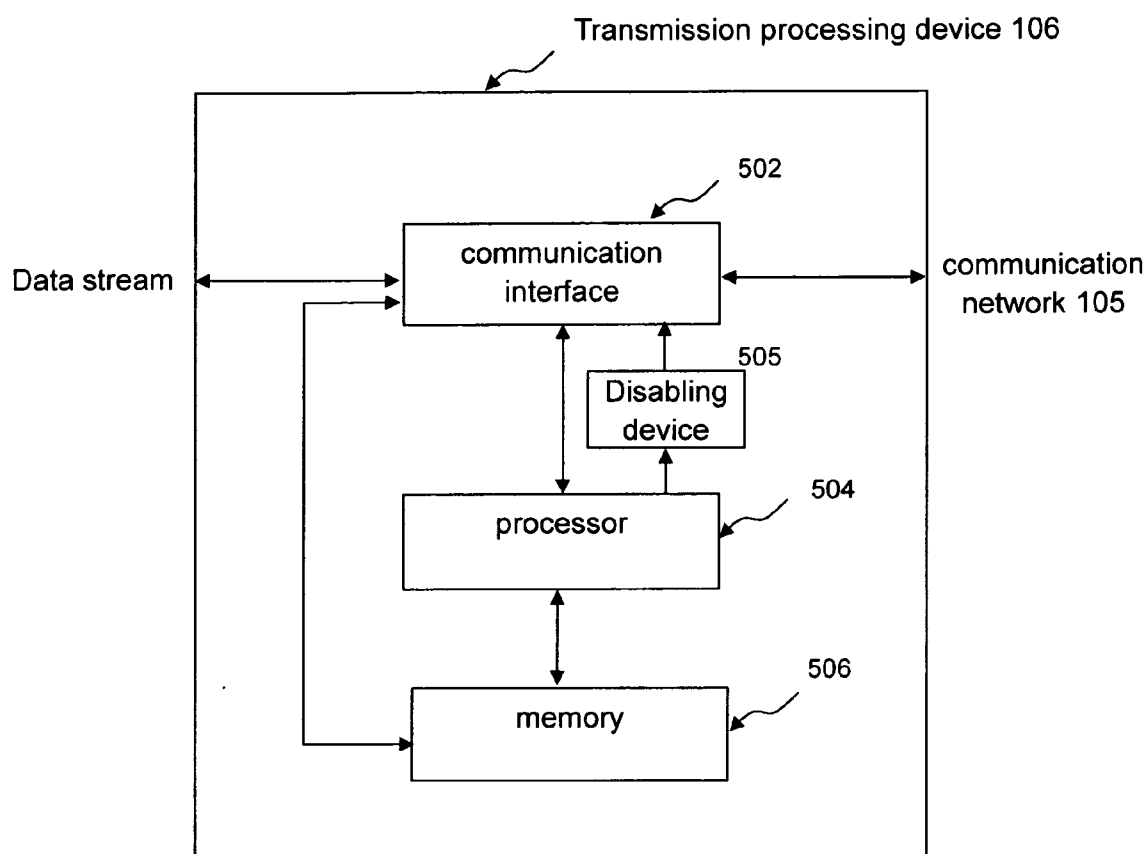 Transmission processing device 106
502
communication
interface
Data stream
communication
network 105
505
Disabling
device
504
processor
506
memory